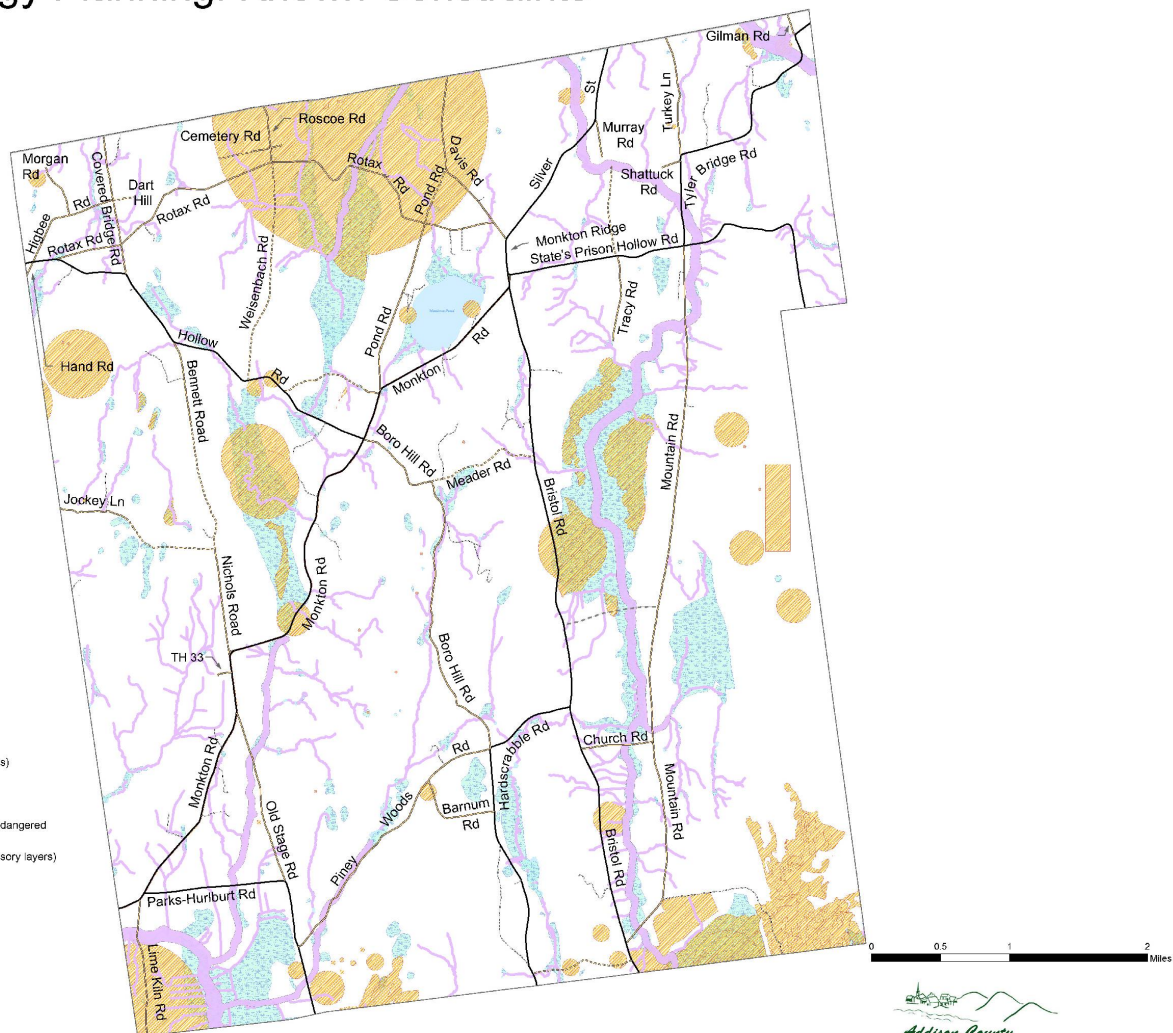 Gilman Rd
St
Turkey Ln
Roscoe Rd
Cemetery Rd
Murray
Rd
Davis Rd
Morgan
Rd
Covered Bridge Rd
Rotax
Rd
Pond Rd
Silver
Shattuck
Rd
Tyler
Bridge Rd
Dart
Hill
Rd
Higbee
Rotax Rd
Rotax Rd
Monkton Ridge
State's Prison Hollow Rd
Weisenbach Rd
Tracy Rd
Pond Rd
Hollow
Rd
Rd
Monkton
Hand Rd
Bennett Road
Boro Hill Rd
Meader Rd
Mountain Rd
Bristol Rd
Jockey Ln
Nichols Road
Monkton Rd
TH 33
Boro Hill Rd
Rd
Hardscrabble Rd
Church Rd
Monkton Rd
Mountain Rd
Woods
Barnum
Rd
Old Stage Rd
Piney
Bristol Rd
Parks-Hurlburt Rd
Lime Kiln Rd
s)
dangered
sory layers)
0 0.5 1 2
Miles
Addison County